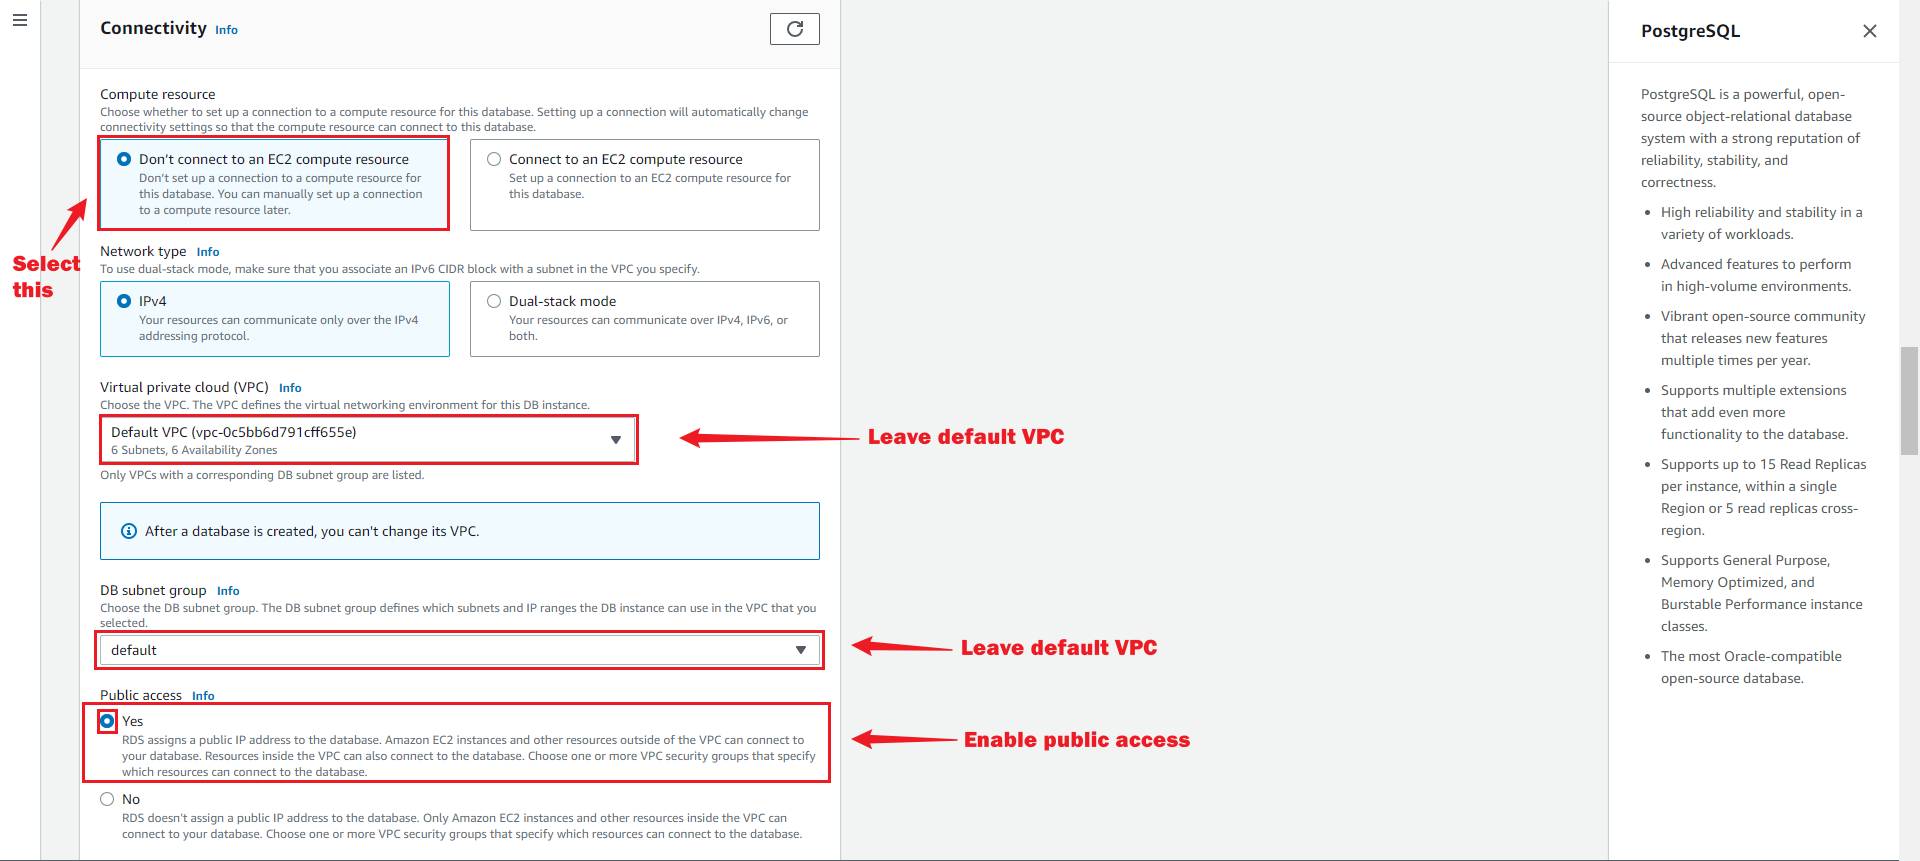 Connectivity Info
Compute resource
Choose whether to set up a connection to a compute resource for this database. Setting up a connection will automatically change
connectivity settings so that the compute resource can connect to this database.
Don't connect to an EC2 compute resource
Don't set up a connection to a compute resource for
this database. You can manually set up a connection
to a compute resource later.
Connect to an EC2 compute resource
Set up a connection to an EC2 compute resource for
this database.
Select
this
Network type Info
To use dual-stack mode, make sure that you associate an IPv6 CIDR block with a subnet in the VPC you specify.
IPv4
Your resources can communicate only over the IPv4
addressing protocol.
Dual-stack mode
Your resources can communicate over IPv4, IPv6, or
both.
Virtual private cloud (VPC) Info
Choose the VPC. The VPC defines the virtual networking environment for this DB instance.
Default VPC (vpc-0c5bb6d791cff655e)
6 Subnets, 6 Availability Zones
Leave default VPC
Only VPCs with a corresponding DB subnet group are listed.
After a database is created, you can't change its VPC.
DB subnet group Info
Choose the DB subnet group. The DB subnet group defines which subnets and IP ranges the DB instance can use in the VPC that you
selected.
default
Leave default VPC
Public access Info
Yes
RDS assigns a public IP address to the database. Amazon EC2 instances and other resources outside of the VPC can connect to
your database. Resources inside the VPC can also connect to the database. Choose one or more VPC security groups that specify
which resources can connect to the database.
Enable public access
No
RDS doesn't assign a public IP address to the database. Only Amazon EC2 instances and other resources inside the VPC can
connect to your database. Choose one or more VPC security groups that specify which resources can connect to the database.
PostgreSQL
PostgreSQL is a powerful, open-
source object-relational database
system with a strong reputation of
reliability, stability, and
correctness.
• High reliability and stability in a
variety of workloads.
• Advanced features to perform
in high-volume environments.
• Vibrant open-source community
that releases new features
multiple times per year.
• Supports multiple extensions
that add even more
functionality to the database.
• Supports up to 15 Read Replicas
per instance, within a single
Region or 5 read replicas cross-
region.
• Supports General Purpose,
Memory Optimized, and
Burstable Performance instance
classes.
• The most Oracle-compatible
open-source database.